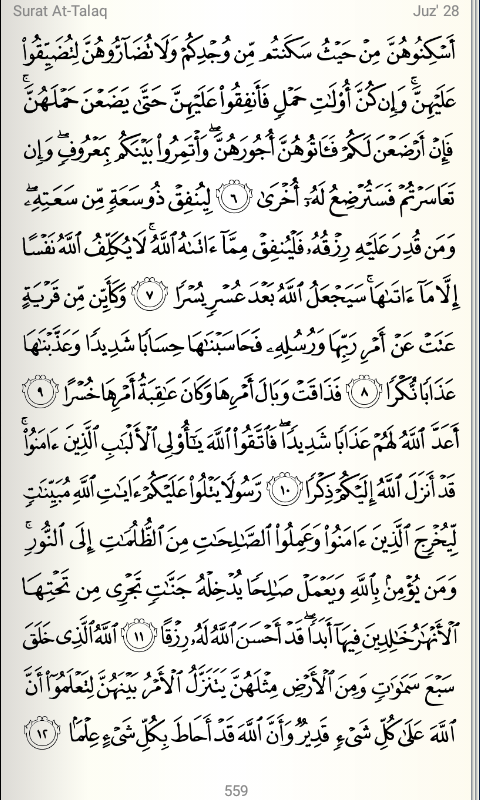 Surat At-Talaq Juz' 28
أَسْكِنُوهُنَّ مِنْ حَيْثُ سَكَنتُم مِّن وُجْدِكُمْ وَلَا تُضَآرُّوهُنَّ لِتُضَيِّقُوا۟
عَلَيْهِنَّ ۚ وَإِن كُنَّ أُو۟لَـٰتِ حَمْلٍ فَأَنفِقُوا۟ عَلَيْهِنَّ حَتَّىٰ يَضَعْنَ حَمْلَهُنَّ ۚ
فَإِنْ أَرْضَعْنَ لَكُمْ فَـَٔاتُوهُنَّ أُجُورَهُنَّ ۖ وَأْتَمِرُوا۟ بَيْنَكُم بِمَعْرُوفٍ ۖ وَإِن
تَعَاسَرْتُمْ فَسَتُرْضِعُ لَهُۥٓ أُخْرَىٰ ٦ لِيُنفِقْ ذُو سَعَةٍ مِّن سَعَتِهِۦ ۖ
وَمَن قُدِرَ عَلَيْهِ رِزْقُهُۥ فَلْيُنفِقْ مِمَّآ ءَاتَىٰهُ ٱللَّهُ ۚ لَا يُكَلِّفُ ٱللَّهُ نَفْسًا
إِلَّا مَآ ءَاتَىٰهَا ۚ سَيَجْعَلُ ٱللَّهُ بَعْدَ عُسْرٍ يُسْرًا ٧ وَكَأَيِّن مِّن قَرْيَةٍ
عَتَتْ عَنْ أَمْرِ رَبِّهَا وَرُسُلِهِۦ فَحَاسَبْنَـٰهَا حِسَابًا شَدِيدًا وَعَذَّبْنَـٰهَا
عَذَابًا نُّكْرًا ٨ فَذَاقَتْ وَبَالَ أَمْرِهَا وَكَانَ عَـٰقِبَةُ أَمْرِهَا خُسْرًا ٩
أَعَدَّ ٱللَّهُ لَهُمْ عَذَابًا شَدِيدًا ۖ فَٱتَّقُوا۟ ٱللَّهَ يَـٰٓأُو۟لِى ٱلْأَلْبَـٰبِ ٱلَّذِينَ ءَامَنُوا۟ ۚ
قَدْ أَنزَلَ ٱللَّهُ إِلَيْكُمْ ذِكْرًا ١٠ رَّسُولًا يَتْلُوا۟ عَلَيْكُمْ ءَايَـٰتِ ٱللَّهِ مُبَيِّنَـٰتٍ
لِّيُخْرِجَ ٱلَّذِينَ ءَامَنُوا۟ وَعَمِلُوا۟ ٱلصَّـٰلِحَـٰتِ مِنَ ٱلظُّلُمَـٰتِ إِلَى ٱلنُّورِ ۚ
وَمَن يُؤْمِنۢ بِٱللَّهِ وَيَعْمَلْ صَـٰلِحًا يُدْخِلْهُ جَنَّـٰتٍ تَجْرِى مِن تَحْتِهَا
ٱلْأَنْهَـٰرُ خَـٰلِدِينَ فِيهَآ أَبَدًا ۖ قَدْ أَحْسَنَ ٱللَّهُ لَهُۥ رِزْقًا ١١ ٱللَّهُ ٱلَّذِى خَلَقَ
سَبْعَ سَمَـٰوَٰتٍ وَمِنَ ٱلْأَرْضِ مِثْلَهُنَّ يَتَنَزَّلُ ٱلْأَمْرُ بَيْنَهُنَّ لِتَعْلَمُوٓا۟ أَنَّ
ٱللَّهَ عَلَىٰ كُلِّ شَىْءٍ قَدِيرٌ وَأَنَّ ٱللَّهَ قَدْ أَحَاطَ بِكُلِّ شَىْءٍ عِلْمًۢا ١٢
559